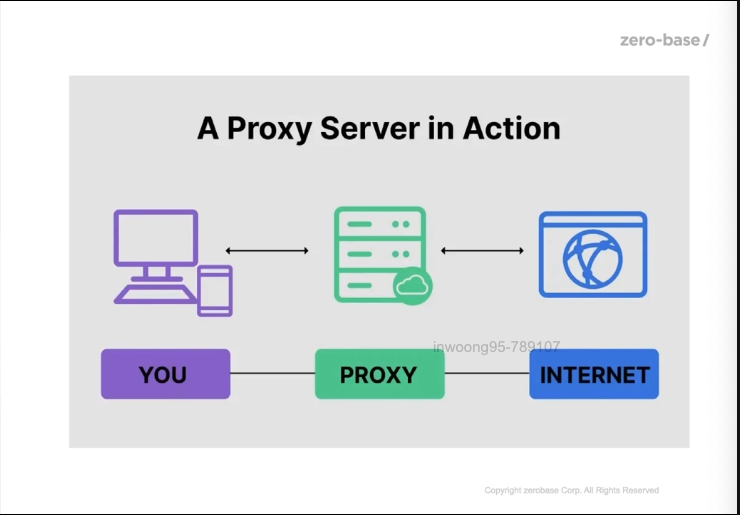 zero-base/
A Proxy Server in Action
inwoong95-789107
YOU
PROXY
INTERNET
Copyright zerobase Corp. All Rights Reserved